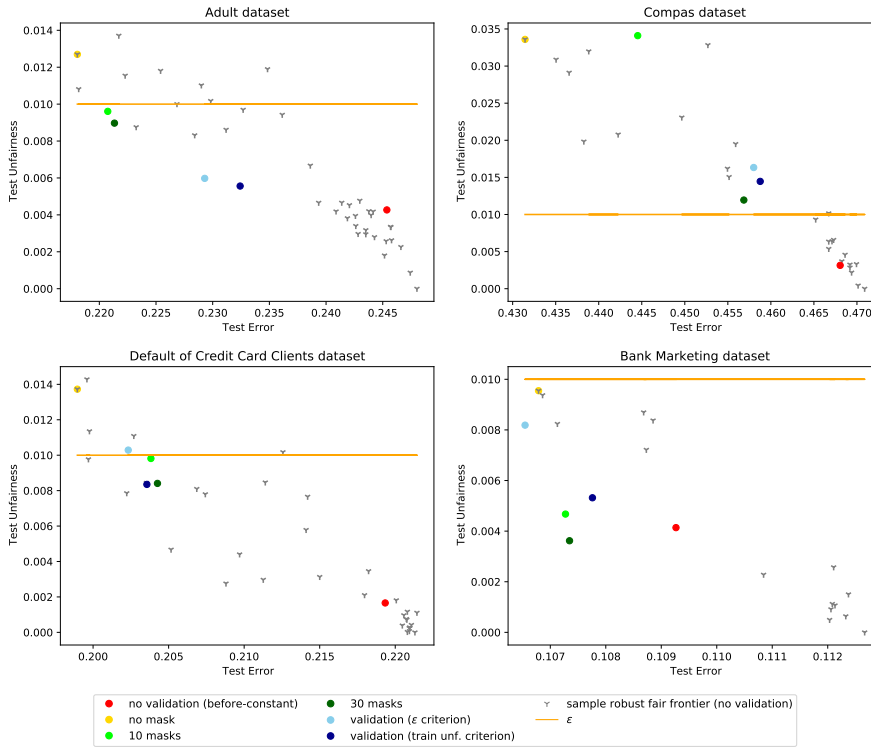 Adult dataset
Test Unfairness
0.014
0.012
0.010
0.008
0.006
0.004
0.002
0.000
0.220 0.225 0.230 0.235 0.240 0.245
Test Error
Compas dataset
Test Unfairness
0.035
0.030
0.025
0.020
0.015
0.010
0.005
0.000
0.430 0.435 0.440 0.445 0.450 0.455 0.460 0.465 0.470
Test Error
Default of Credit Card Clients dataset
Test Unfairness
0.014
0.012
0.010
0.008
0.006
0.004
0.002
0.000
0.200 0.205 0.210 0.215 0.220
Test Error
Bank Marketing dataset
Test Unfairness
0.010
0.008
0.006
0.004
0.002
0.000
0.107 0.108 0.109 0.110 0.111 0.112
Test Error
no validation (before-constant)
no mask
10 masks
30 masks
validation (ε criterion)
validation (train unf. criterion)
sample robust fair frontier (no validation)
ε